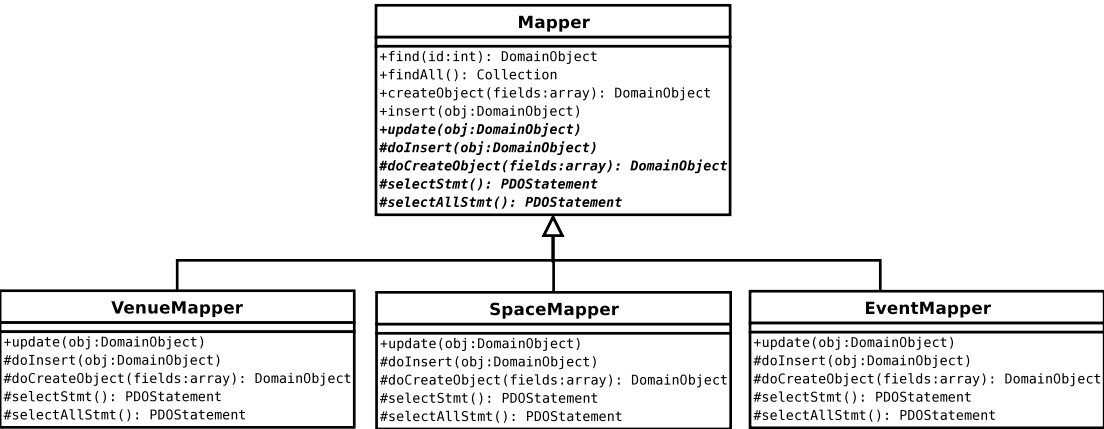 Mapper
+find(id:int): DomainObject
+findAll(): Collection
+createObject(fields:array): DomainObject
+insert(obj:DomainObject)
+update(obj:DomainObject)
#doInsert(obj:DomainObject)
#doCreateObject(fields:array): DomainObject
#selectStmt(): PDOStatement
#selectAllStmt(): PDOStatement
VenueMapper
+update(obj:DomainObject)
#doInsert(obj:DomainObject)
#doCreateObject(fields:array): DomainObject
#selectStmt(): PDOStatement
#selectAllStmt(): PDOStatement
SpaceMapper
+update(obj:DomainObject)
#doInsert(obj:DomainObject)
#doCreateObject(fields:array): DomainObject
#selectStmt(): PDOStatement
#selectAllStmt(): PDOStatement
EventMapper
+update(obj:DomainObject)
#doInsert(obj:DomainObject)
#doCreateObject(fields:array): DomainObject
#selectStmt(): PDOStatement
#selectAllStmt(): PDOStatement